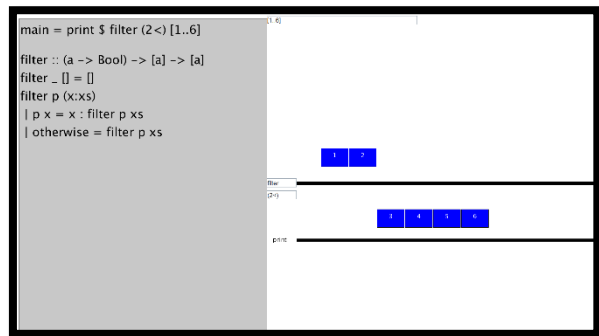 main = print $ filter (2<) [1..6]
filter :: (a -> Bool) -> [a] -> [a]
filter _ [] = []
filter p (x:xs)
| p x = x : filter p xs
| otherwise = filter p xs
[1..6]
1 2
filter
(2<)
3 4 5 6
print